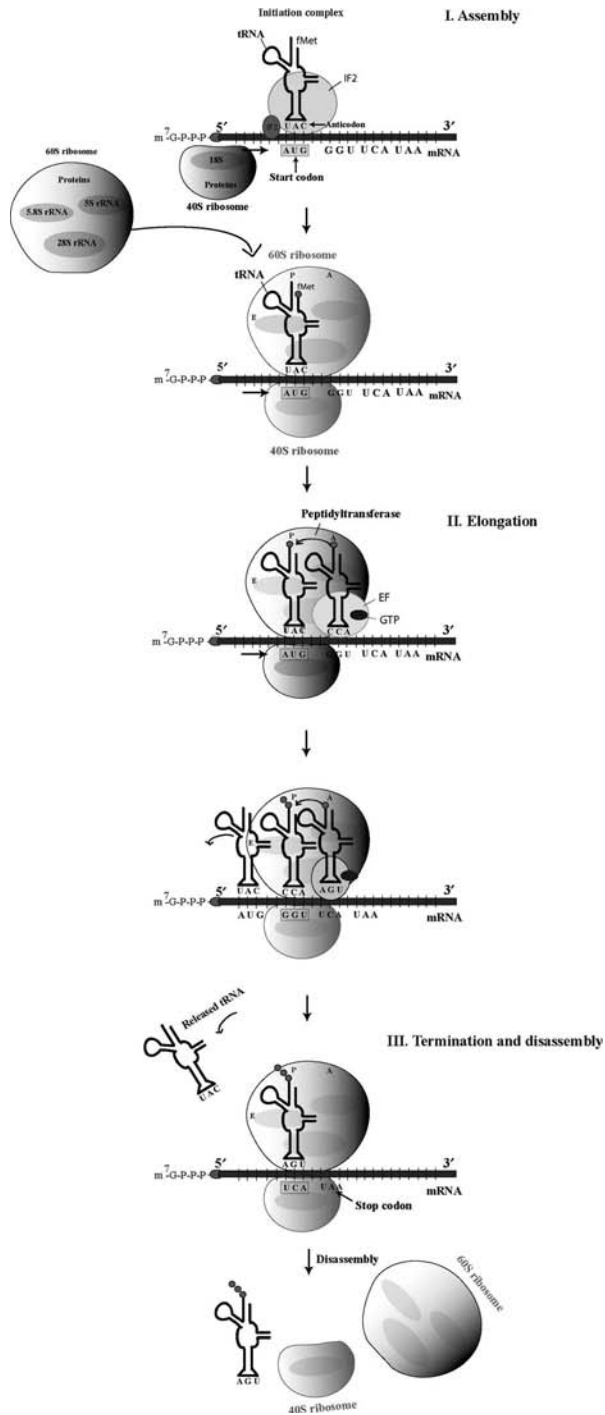 Initiation complex
I. Assembly
tRNA
fMet
IF2
UAC
Anticodon
5′ 3′
m⁷-G-P-P-P
AUG GGU UCA UAA mRNA
60S ribosome
18S
Start codon
Proteins
Proteins
40S ribosome
5.8S rRNA
5S rRNA
28S rRNA
60S ribosome
P A
tRNA
fMet
E
UAC
5′ 3′
m⁷-G-P-P-P
AUG GGU UCA UAA mRNA
40S ribosome
Peptidyltransferase
II. Elongation
P A
E
EF
GTP
UAC CCA
5′ 3′
m⁷-G-P-P-P
AUG GGU UCA UAA mRNA
P A
E
UAC CCA AGU
5′ 3′
m⁷-G-P-P-P
AUG GGU UCA UAA mRNA
Released tRNA
UAC
III. Termination and disassembly
P A
E
AGU
5′ 3′
m⁷-G-P-P-P
UCA UAA mRNA
Stop codon
Disassembly
60S ribosome
AGU
40S ribosome